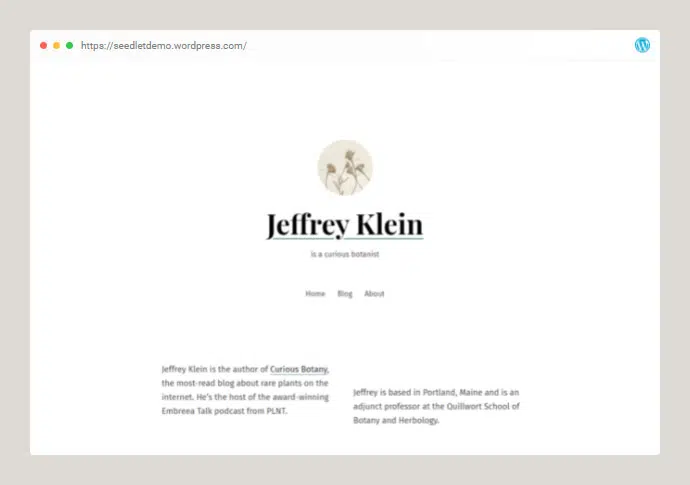 https://seedletdemo.wordpress.com/
Jeffrey Klein
is a curious botanist
Home Blog About
Jeffrey Klein is the author of Curious Botany,
the most-read blog about rare plants on the
internet. He's the host of the award-winning
Embreea Talk podcast from PLNT.
Jeffrey is based in Portland, Maine and is an
adjunct professor at the Quillwort School of
Botany and Herbology.